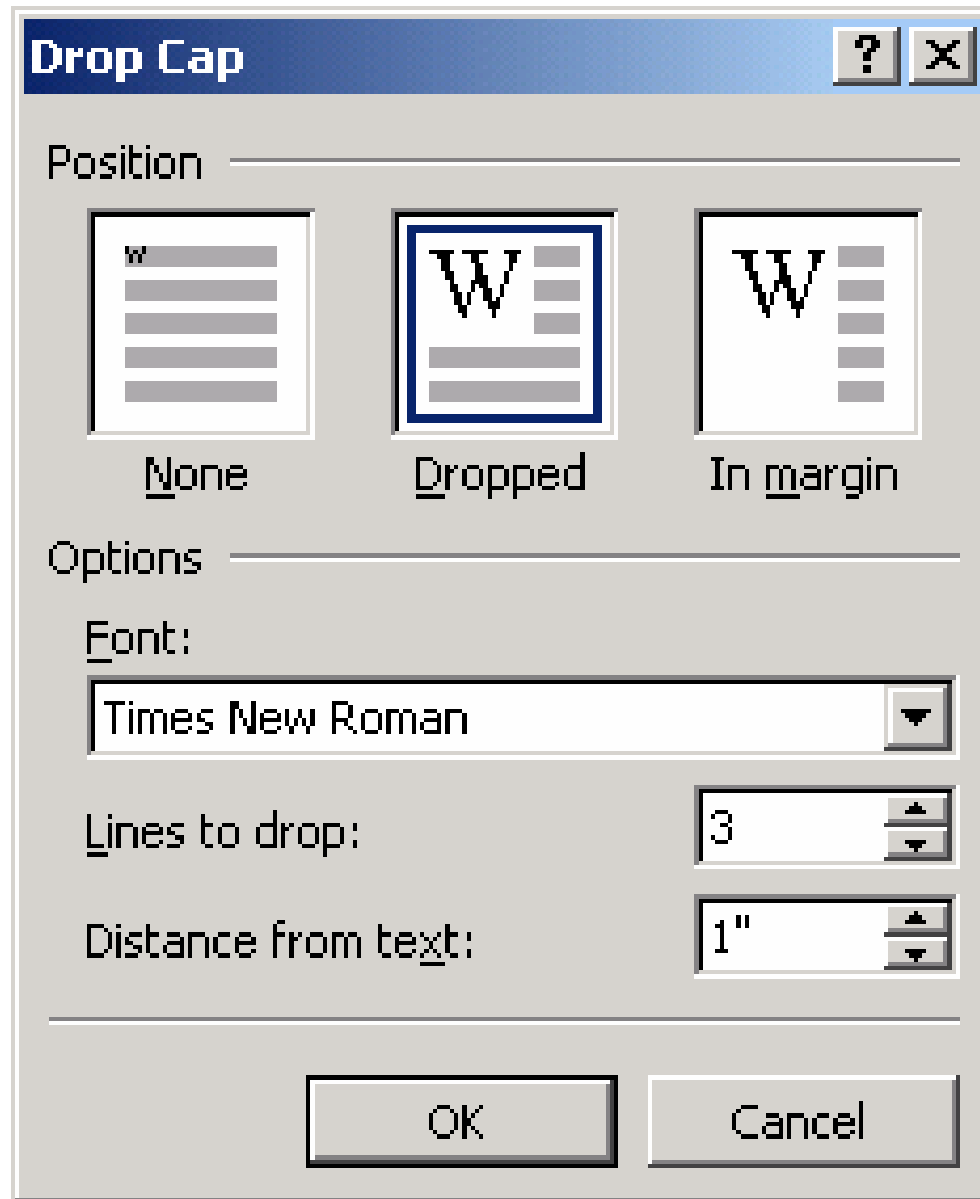 Drop Cap
Position
W
W
W
None
Dropped
In margin
Options
Font:
Times New Roman
Lines to drop:
3
Distance from text:
1"
OK
Cancel